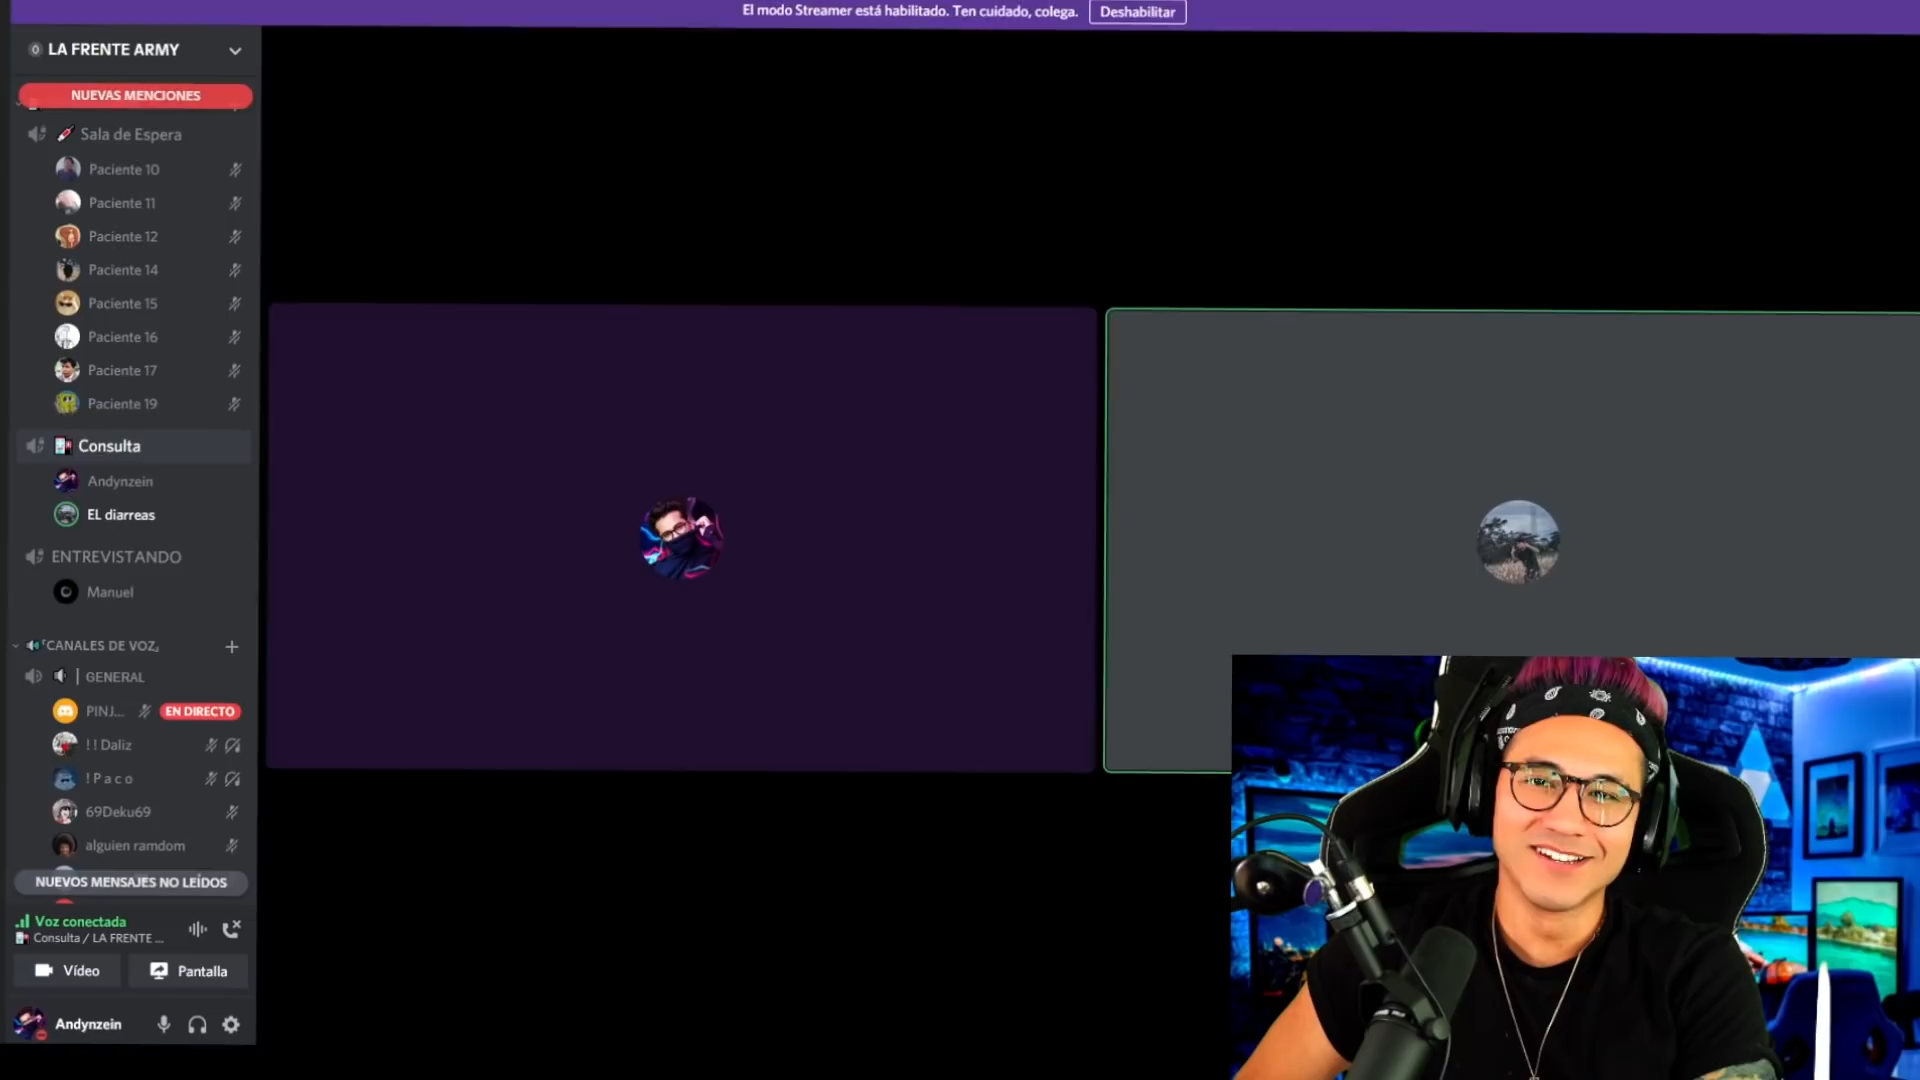 El modo Streamer está habilitado. Ten cuidado, colega.
Deshabilitar
LA FRENTE ARMY
NUEVAS MENCIONES
Sala de Espera
Paciente 10
Paciente 11
Paciente 12
Paciente 14
Paciente 15
Paciente 16
Paciente 17
Paciente 19
Consulta
Andynzein
EL diarreas
ENTREVISTANDO
Manuel
「CANALES DE VOZ」
| GENERAL
PINJ... EN DIRECTO
! ! Daliz
! P a c o
69Deku69
alguien ramdom
NUEVOS MENSAJES NO LEÍDOS
Voz conectada
Consulta / LA FRENTE ...
Vídeo
Pantalla
Andynzein